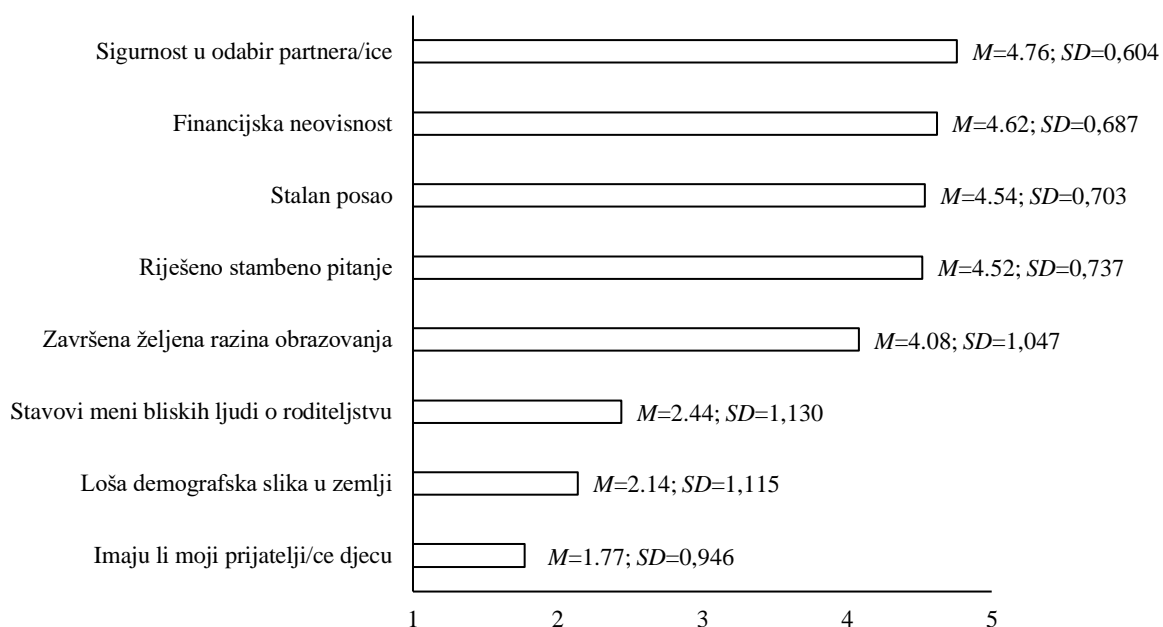 Sigurnost u odabir partnera/ice M=4.76; SD=0,604
Financijska neovisnost M=4.62; SD=0,687
Stalan posao M=4.54; SD=0,703
Riješeno stambeno pitanje M=4.52; SD=0,737
Završena željena razina obrazovanja M=4.08; SD=1,047
Stavovi meni bliskih ljudi o roditeljstvu M=2.44; SD=1,130
Loša demografska slika u zemlji M=2.14; SD=1,115
Imaju li moji prijatelji/ce djecu M=1.77; SD=0,946
1 2 3 4 5